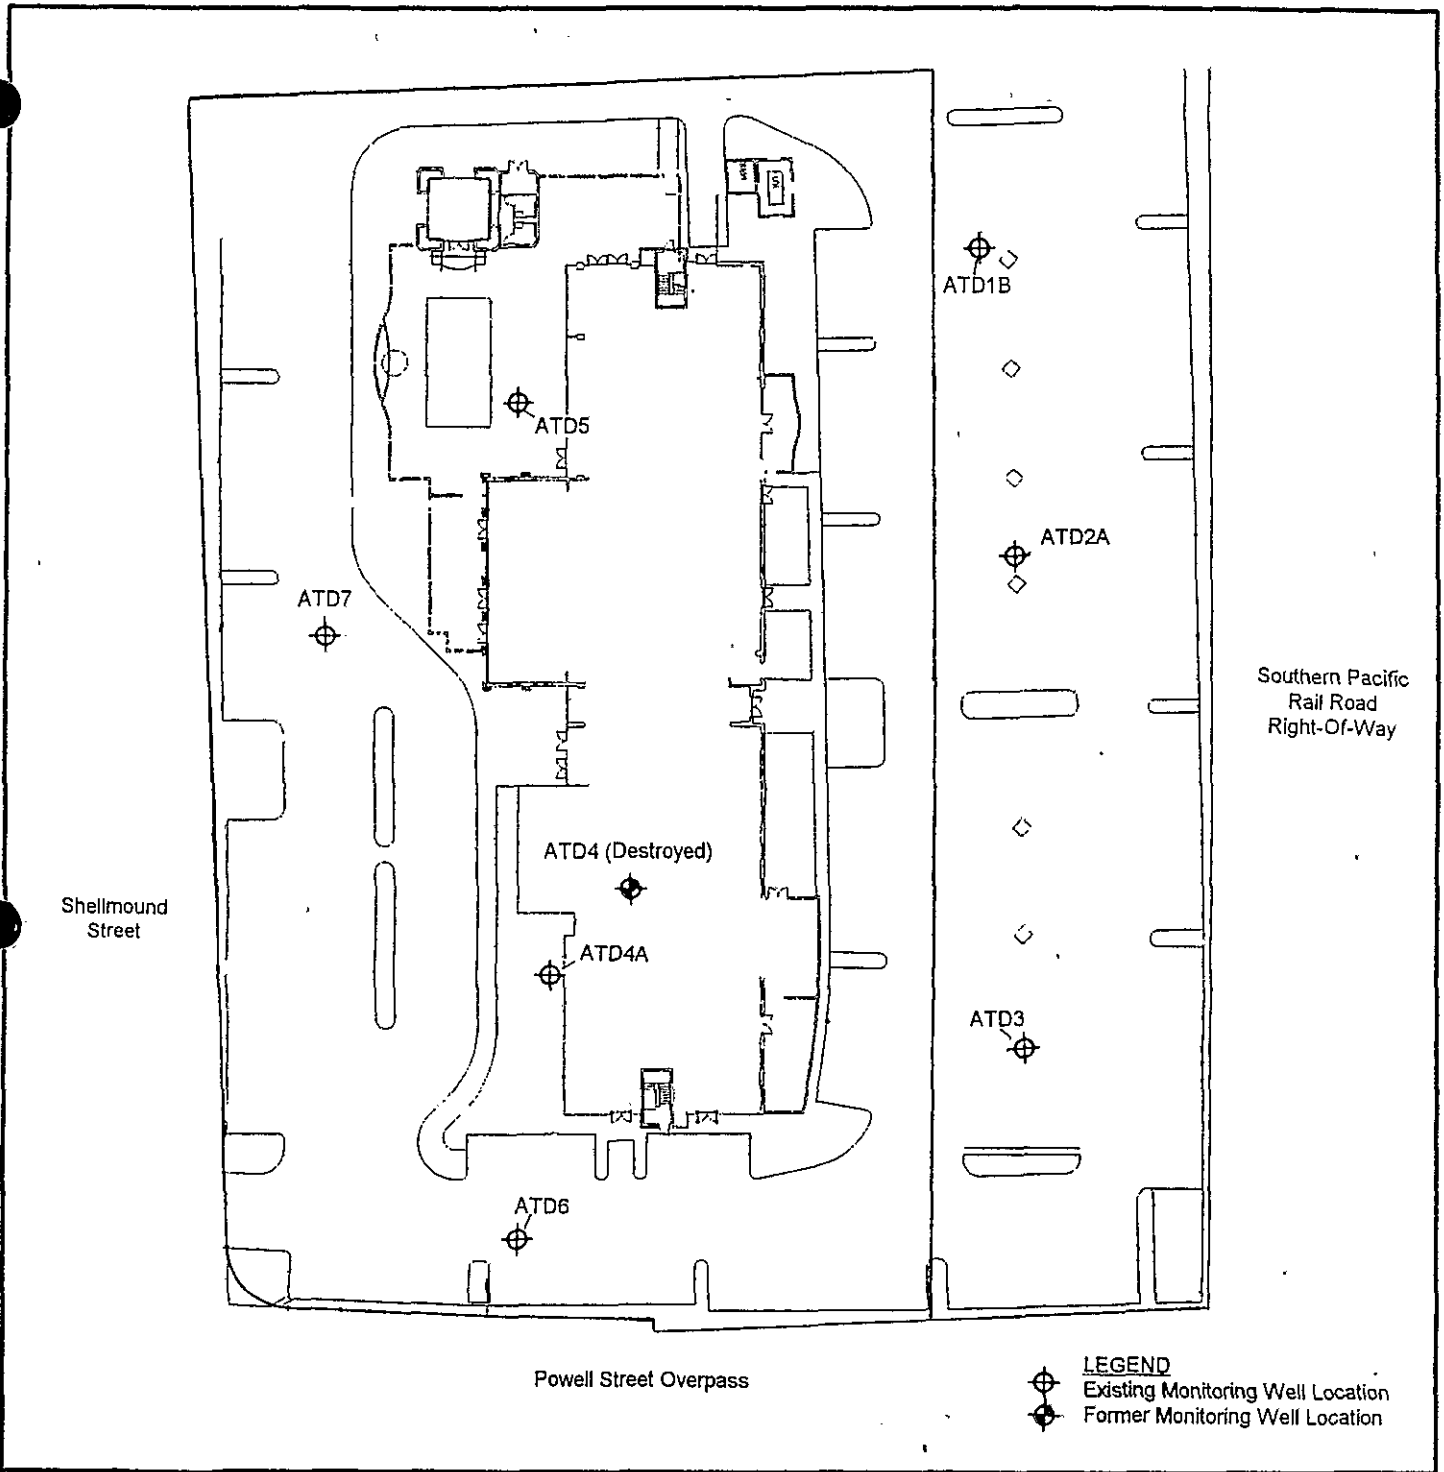 ATD1B
ATD5
ATD2A
ATD7
Southern Pacific
Rail Road
Right-Of-Way
ATD4 (Destroyed)
Shellmound
Street
ATD4A
ATD3
ATD6
Powell Street Overpass
LEGEND
Existing Monitoring Well Location
Former Monitoring Well Location